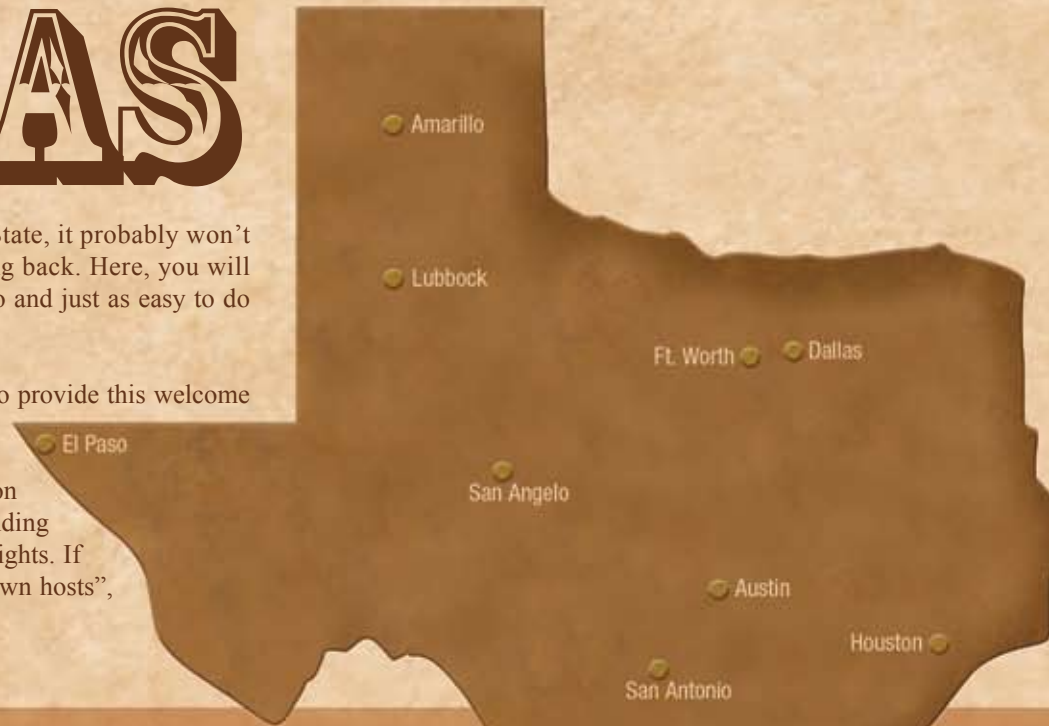 AS
State, it probably won't
g back. Here, you will
o and just as easy to do
o provide this welcome
on
ding
ights. If
wn hosts",
Amarillo
Lubbock
Ft. Worth
Dallas
El Paso
San Angelo
Austin
Houston
San Antonio